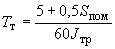 Tт = (5 + 0,5Sпом) / (60Jтр)